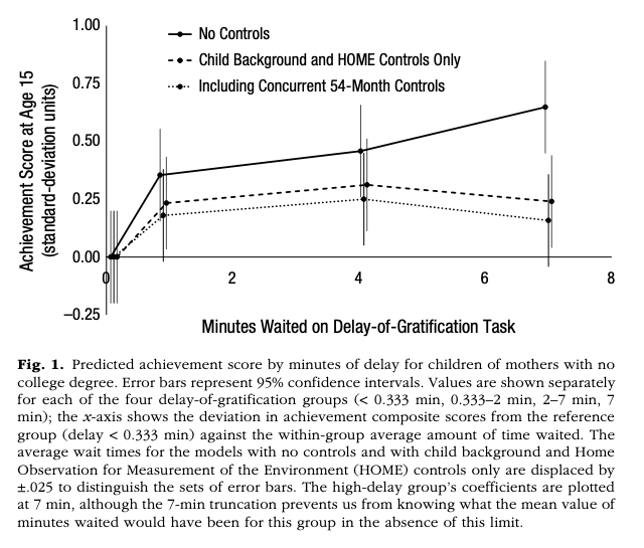 1.00
No Controls
Child Background and HOME Controls Only
0.75
Including Concurrent 54-Month Controls
Achievement Score at Age 15
(standard-deviation units)
0.50
0.25
0.00
0
2
4
6
8
–0.25
Minutes Waited on Delay-of-Gratification Task
Fig. 1. Predicted achievement score by minutes of delay for children of mothers with no
college degree. Error bars represent 95% confidence intervals. Values are shown separately
for each of the four delay-of-gratification groups (< 0.333 min, 0.333–2 min, 2–7 min, 7
min); the x-axis shows the deviation in achievement composite scores from the reference
group (delay < 0.333 min) against the within-group average amount of time waited. The
average wait times for the models with no controls and with child background and Home
Observation for Measurement of the Environment (HOME) controls only are displaced by
±.025 to distinguish the sets of error bars. The high-delay group's coefficients are plotted
at 7 min, although the 7-min truncation prevents us from knowing what the mean value of
minutes waited would have been for this group in the absence of this limit.